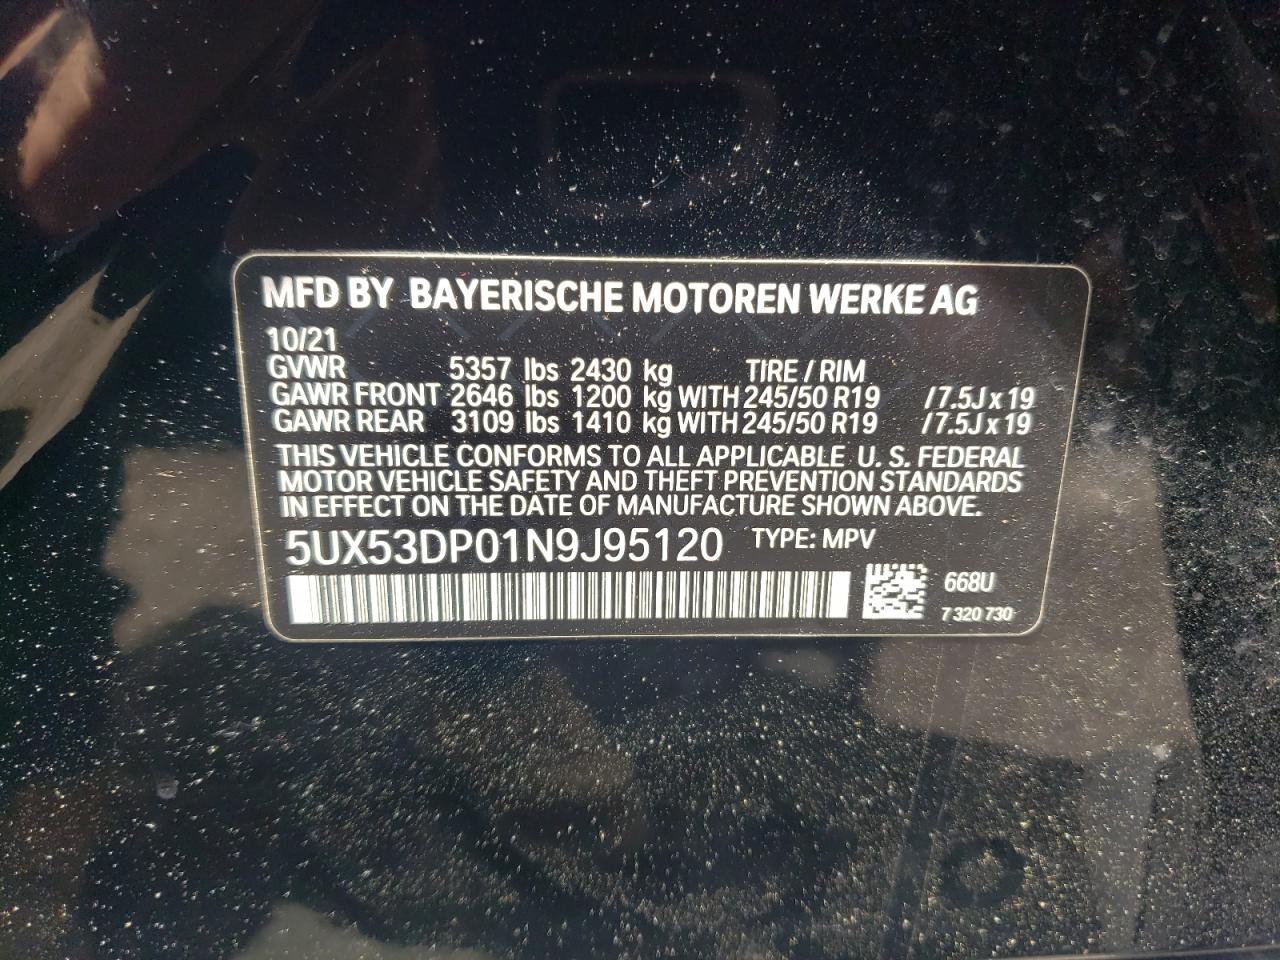 MFD BY BAYERISCHE MOTOREN WERKE AG
10/21
GVWR 5357 lbs 2430 kg TIRE / RIM
GAWR FRONT 2646 lbs 1200 kg WITH 245/50 R19 / 7.5J x 19
GAWR REAR 3109 lbs 1410 kg WITH 245/50 R19 / 7.5J x 19
THIS VEHICLE CONFORMS TO ALL APPLICABLE U. S. FEDERAL
MOTOR VEHICLE SAFETY AND THEFT PREVENTION STANDARDS
IN EFFECT ON THE DATE OF MANUFACTURE SHOWN ABOVE.
5UX53DP01N9J95120 TYPE: MPV
668U
7 320 730